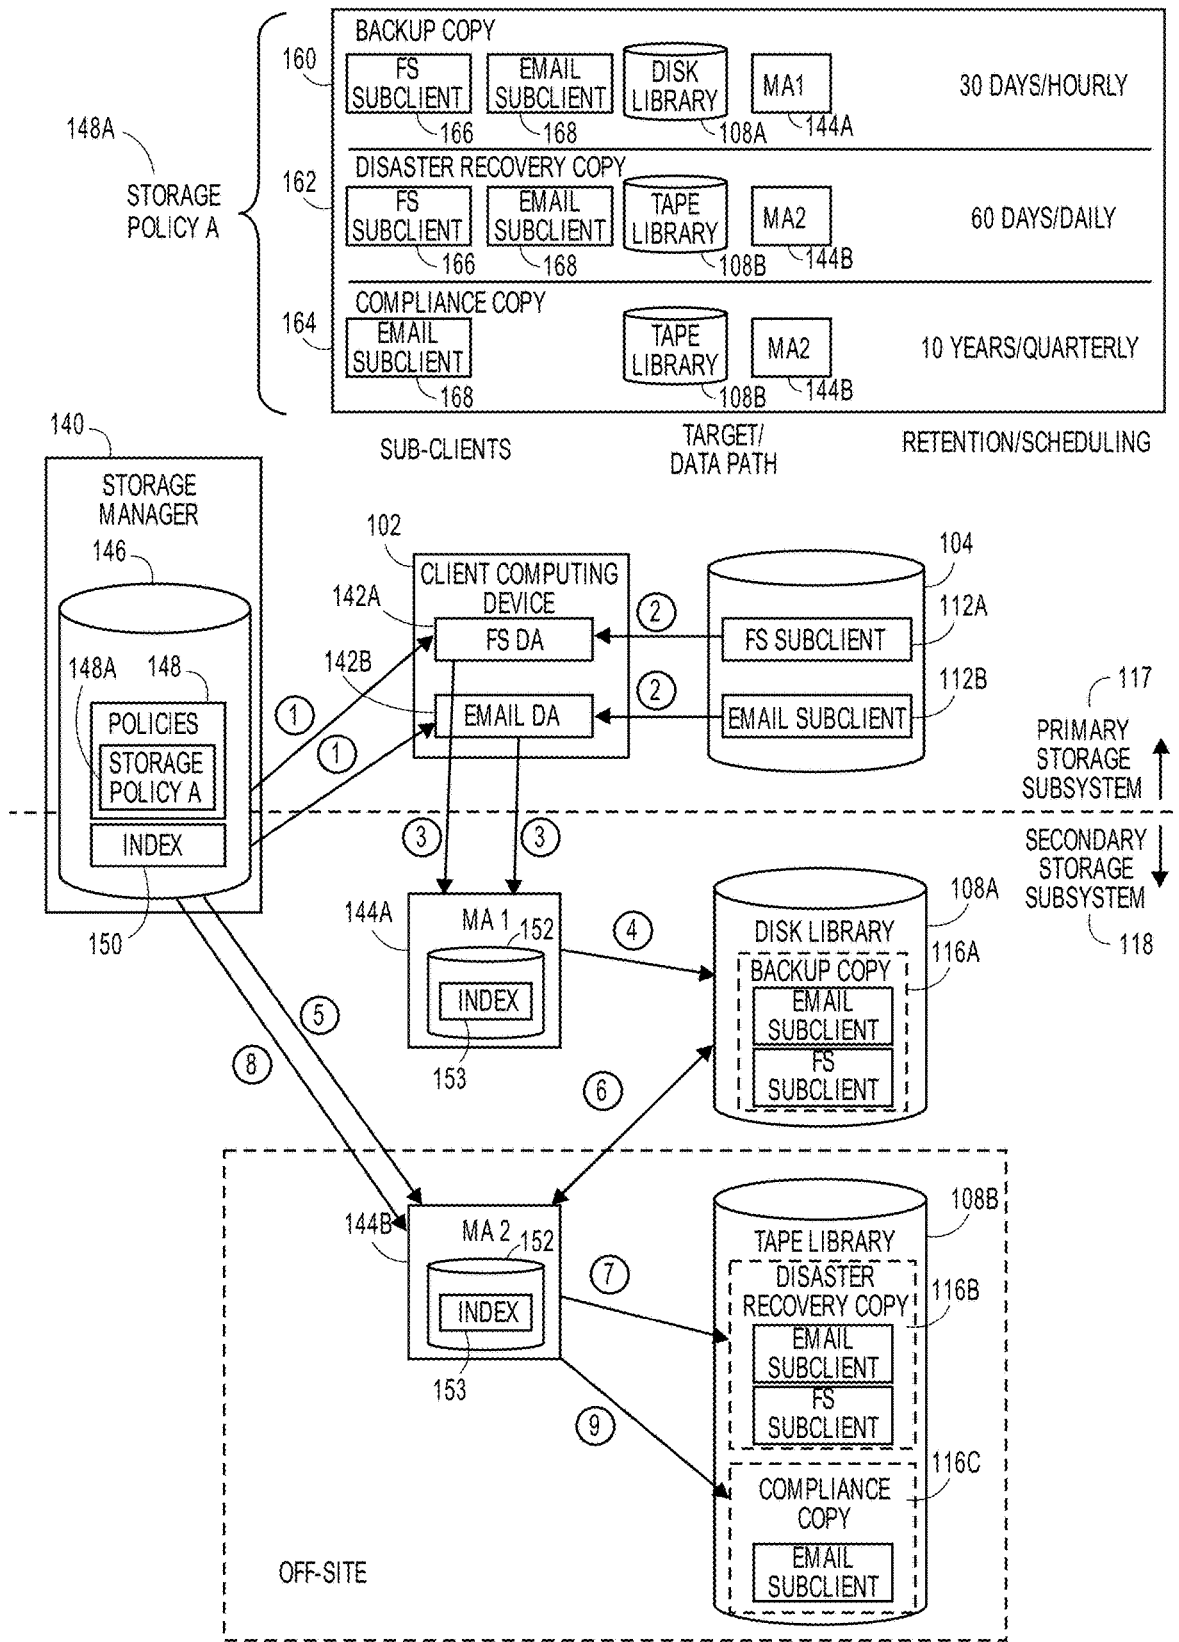 BACKUP COPY
160
FS
SUBCLIENT
166
EMAIL
SUBCLIENT
168
DISK
LIBRARY
108A
MA1
144A
30 DAYS/HOURLY
148A
STORAGE
POLICY A
DISASTER RECOVERY COPY
162
FS
SUBCLIENT
166
EMAIL
SUBCLIENT
168
TAPE
LIBRARY
108B
MA2
144B
60 DAYS/DAILY
COMPLIANCE COPY
164
EMAIL
SUBCLIENT
168
TAPE
LIBRARY
108B
MA2
144B
10 YEARS/QUARTERLY
SUB-CLIENTS
TARGET/
DATA PATH
RETENTION/SCHEDULING
140
STORAGE
MANAGER
146
148A
148
POLICIES
STORAGE
POLICY A
INDEX
150
102
CLIENT COMPUTING
DEVICE
142A
FS DA
142B
EMAIL DA
104
FS SUBCLIENT
112A
EMAIL SUBCLIENT
112B
1
1
2
2
117
PRIMARY
STORAGE
SUBSYSTEM
SECONDARY
STORAGE
SUBSYSTEM
118
3
3
144A
MA 1
152
INDEX
153
4
108A
DISK LIBRARY
116A
BACKUP COPY
EMAIL
SUBCLIENT
FS
SUBCLIENT
5
8
6
144B
MA 2
152
INDEX
153
7
9
108B
TAPE LIBRARY
DISASTER
RECOVERY COPY
116B
EMAIL
SUBCLIENT
FS
SUBCLIENT
116C
COMPLIANCE
COPY
EMAIL
SUBCLIENT
OFF-SITE